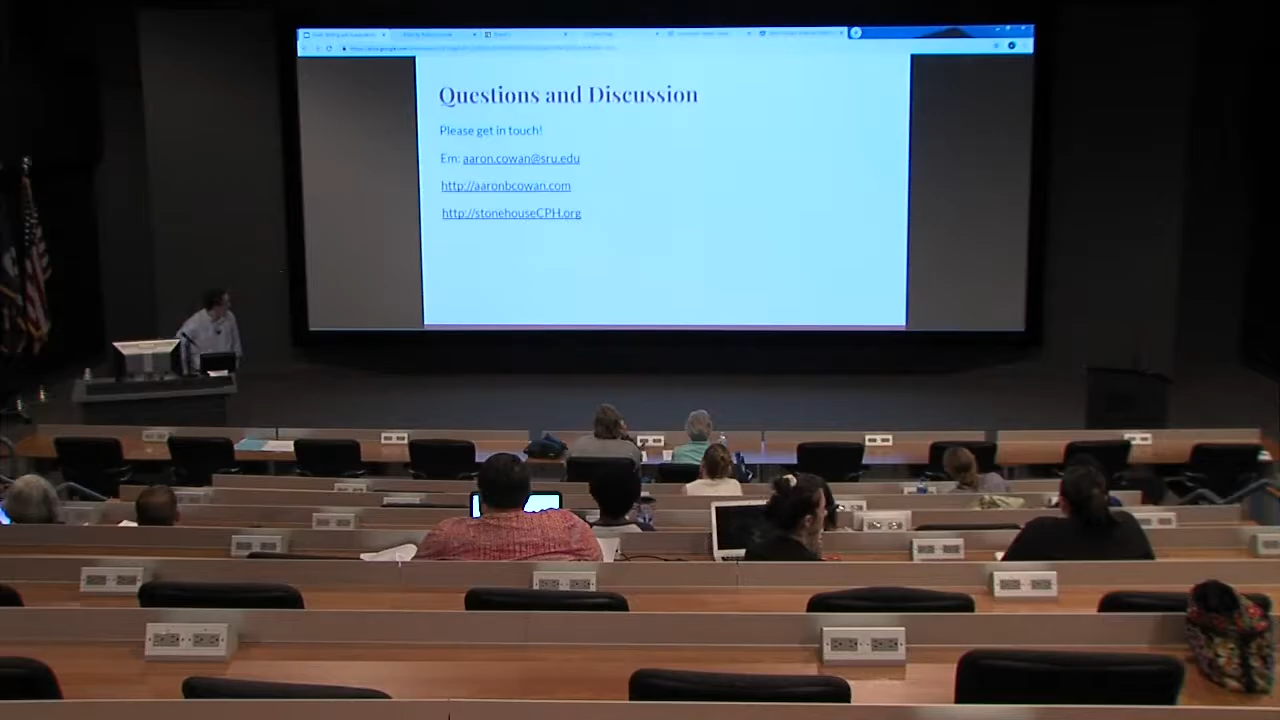 Questions and Discussion
Please get in touch!
Em: aaron.cowan@sru.edu
http://aaronbcowan.com
http://stonehouseCPH.org